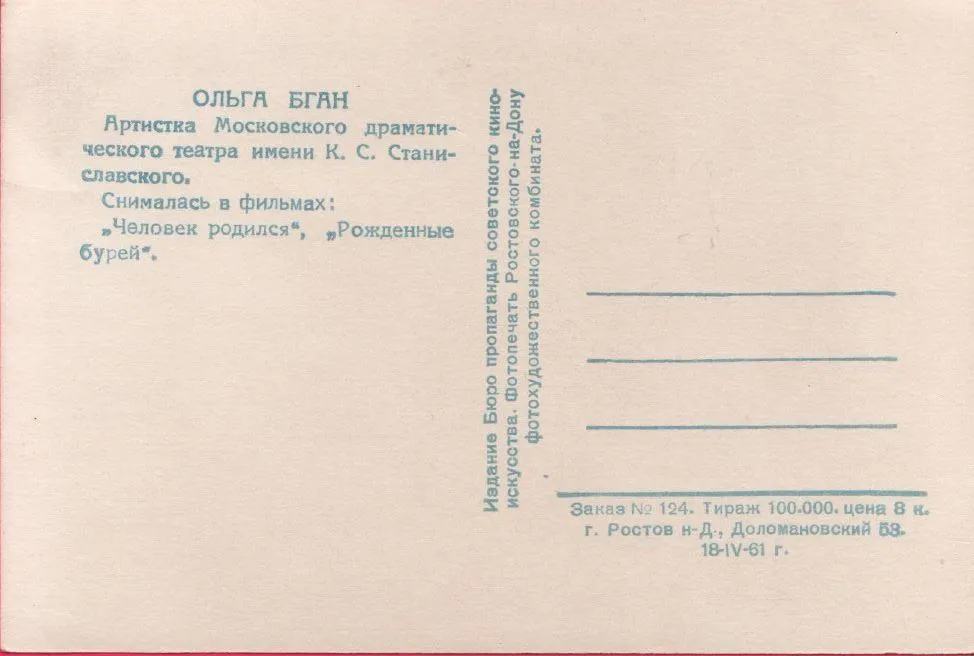 ОЛЬГА БГАН
Артистка Московского драмати-
ческого театра имени К. С. Стани-
славского.
Снималась в фильмах:
„Человек родился“, „Рожденные
бурей“.
Издание Бюро пропаганды советского кино-
искусства. Фотопечать Ростовского-на-Дону
фотохудожественного комбината.
Заказ № 124. Тираж 100.000. цена 8 к.
г. Ростов н-Д., Доломановский 53.
18-IV-61 г.